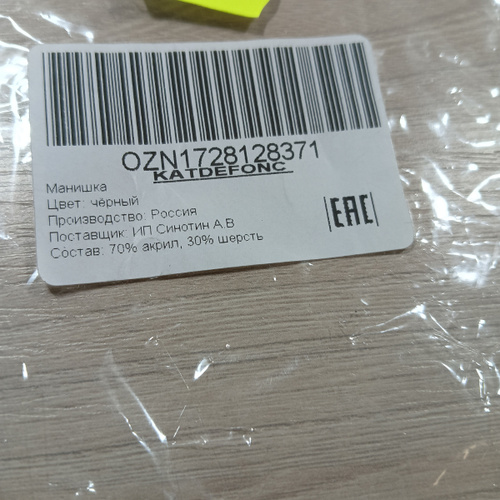 OZN1728128371
KATDEFONC
Манишка
Цвет: чёрный
Производство: Россия
Поставщик: ИП Синотин А.В
Состав: 70% акрил, 30% шерсть
EAC